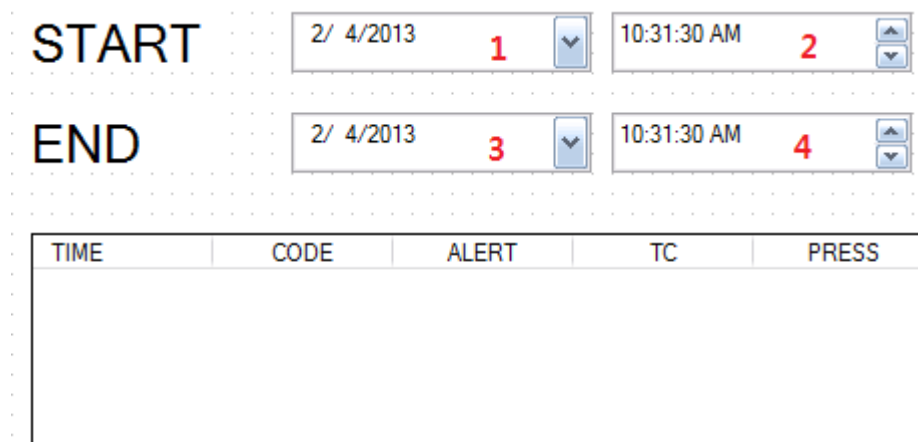 START 2/ 4/2013 1 10:31:30 AM 2
END 2/ 4/2013 3 10:31:30 AM 4
TIME CODE ALERT TC PRESS